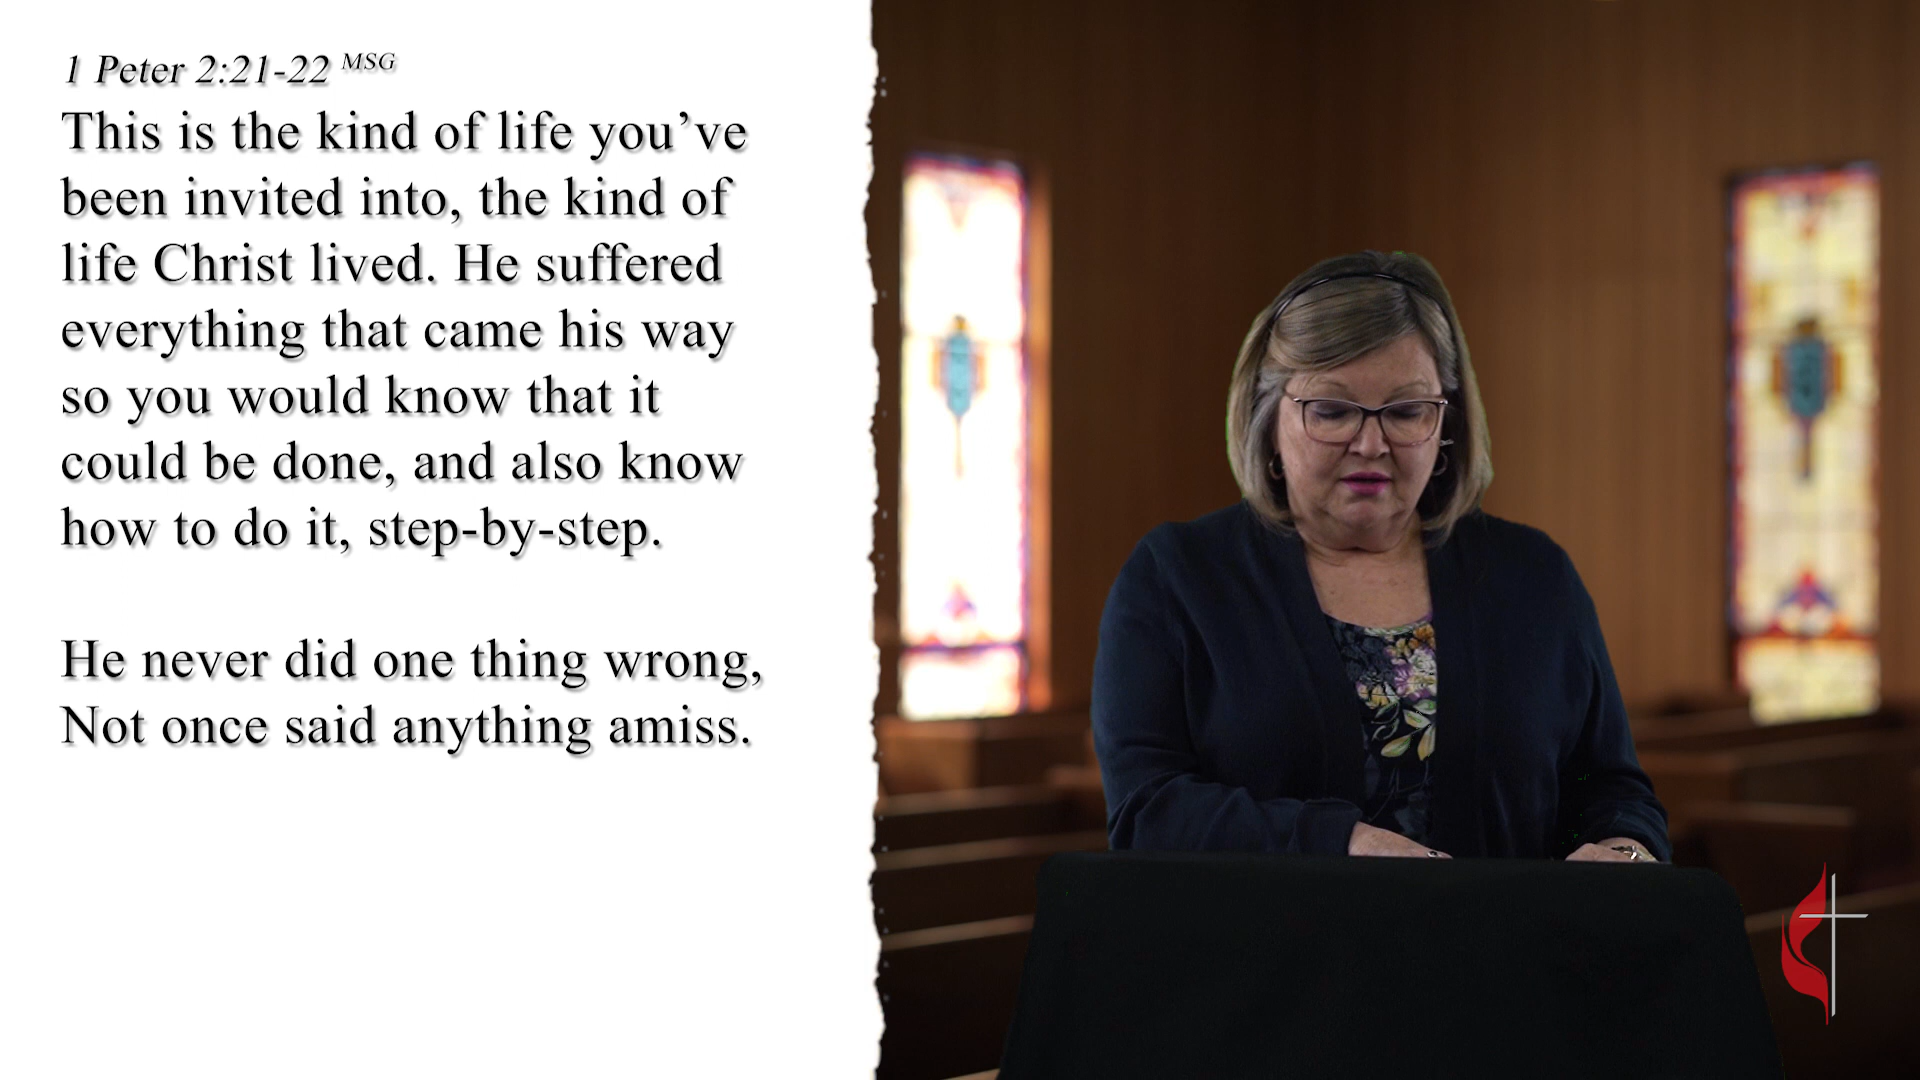 1 Peter 2:21-22 MSG
This is the kind of life you’ve
been invited into, the kind of
life Christ lived. He suffered
everything that came his way
so you would know that it
could be done, and also know
how to do it, step-by-step.
He never did one thing wrong,
Not once said anything amiss.